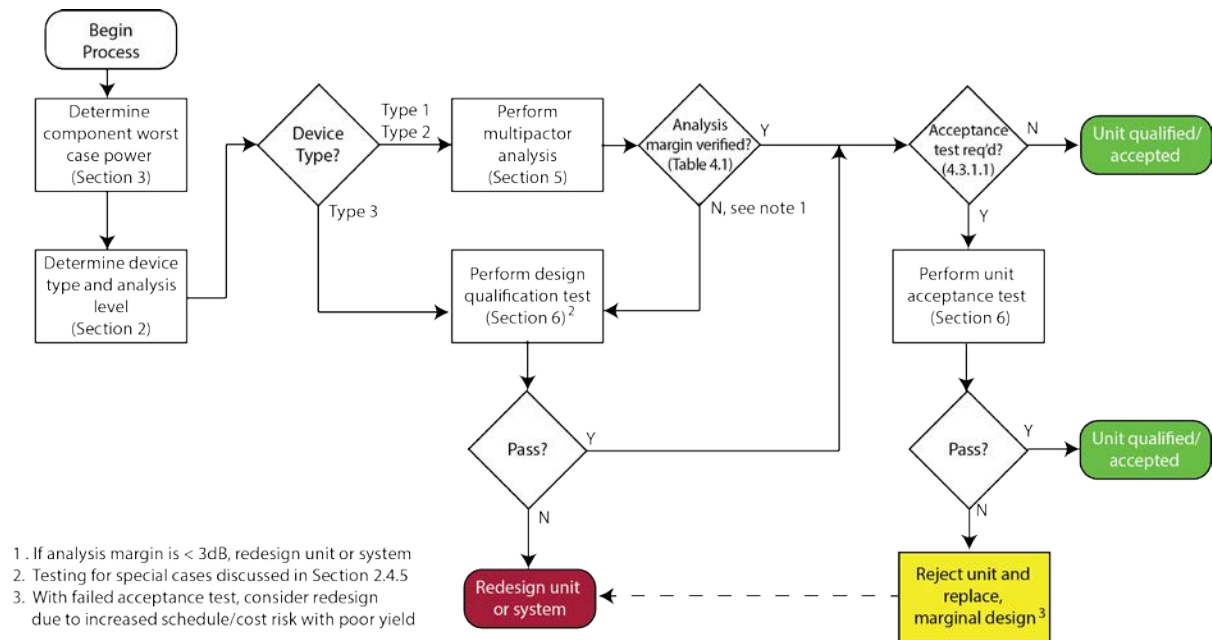 Begin
Process
Determine
component worst
case power
(Section 3)
Determine device
type and analysis
level
(Section 2)
Device
Type?
Type 1
Type 2
Type 3
Perform
multipactor
analysis
(Section 5)
Analysis
margin
verified?
(Table 4.1)
Y
N, see note 1
Perform design
qualification test
(Section 6)2
Pass?
Y
N
Redesign unit
or system
Acceptance
test req'd?
(4.3.1.1)
N
Unit qualified/
accepted
Y
Perform unit
acceptance test
(Section 6)
Pass?
Y
Unit qualified/
accepted
N
Reject unit and
replace,
marginal design3
1 . If analysis margin is < 3dB, redesign unit or system
2. Testing for special cases discussed in Section 2.4.5
3. With failed acceptance test, consider redesign
due to increased schedule/cost risk with poor yield